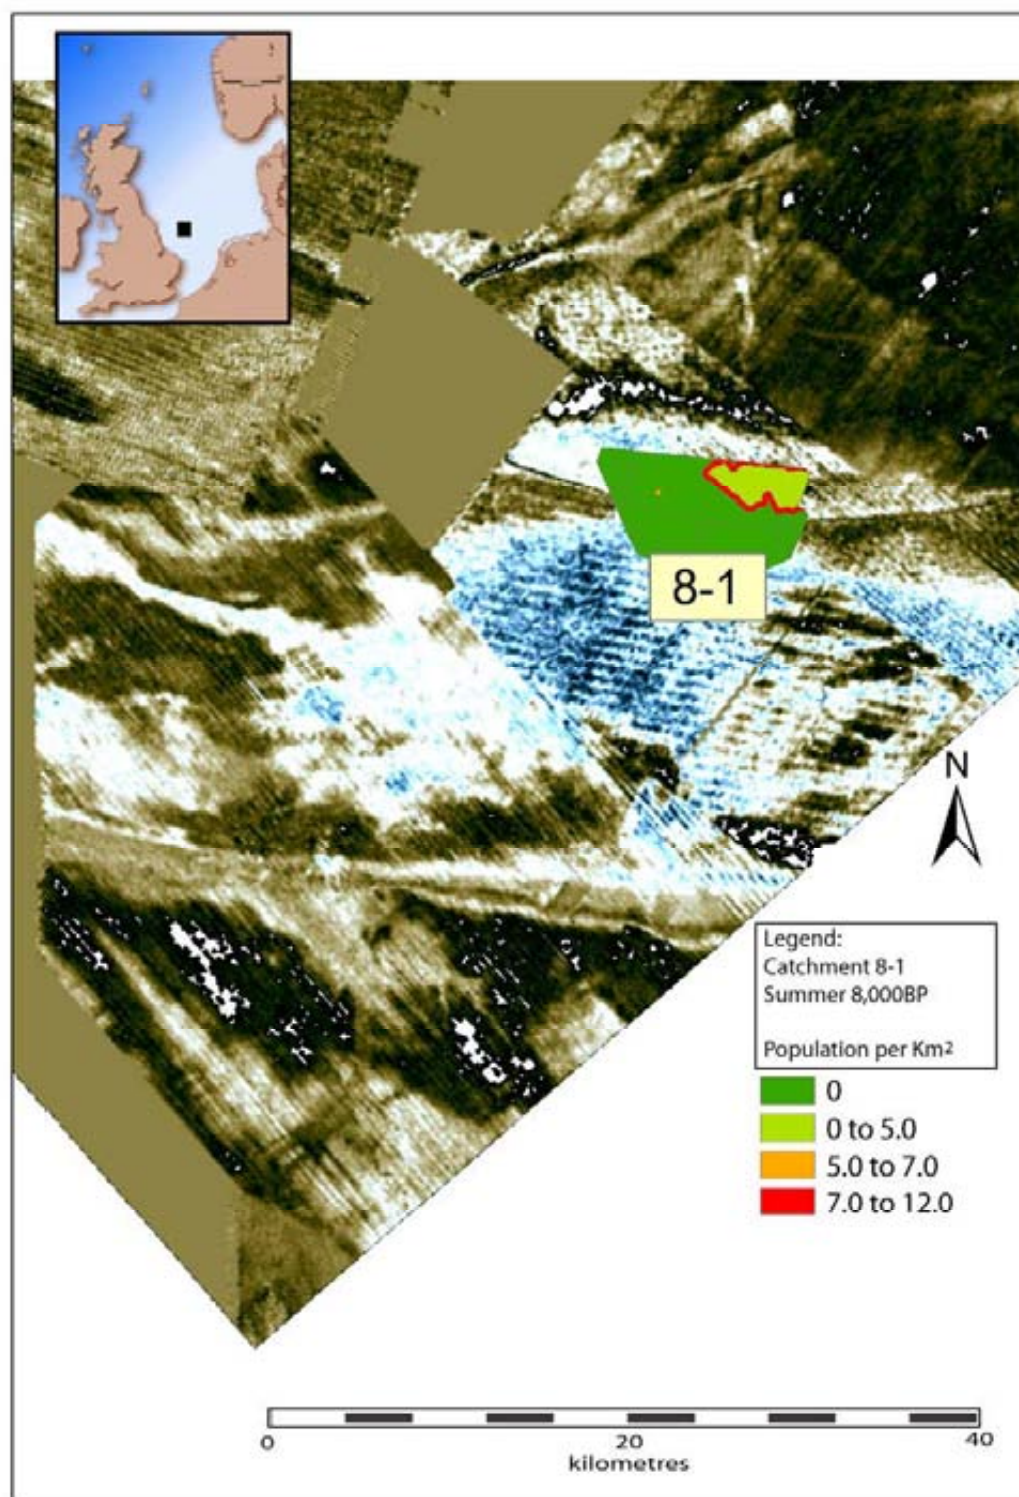 8-1
N
Legend:
Catchment 8-1
Summer 8,000BP
Population per Km²
0
0 to 5.0
5.0 to 7.0
7.0 to 12.0
0 20 40
kilometres